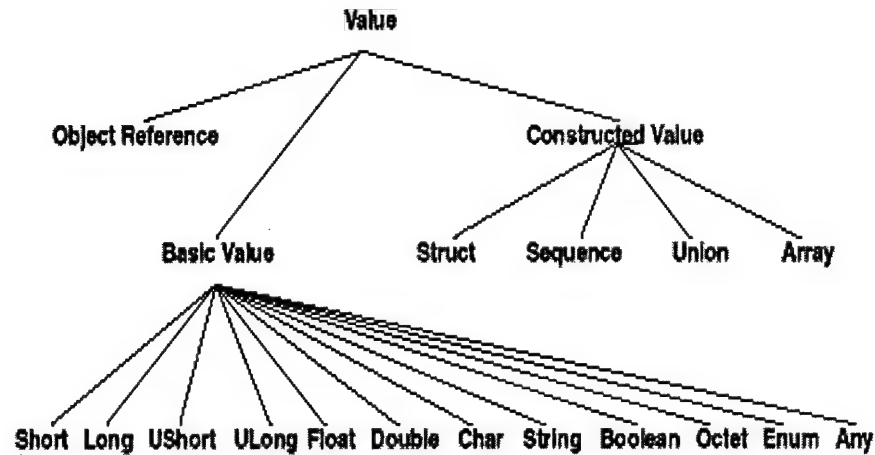 Value
Object Reference
Constructed Value
Basic Value
Struct
Sequence
Union
Array
Short
Long
UShort
ULong
Float
Double
Char
String
Boolean
Octet
Enum
Any